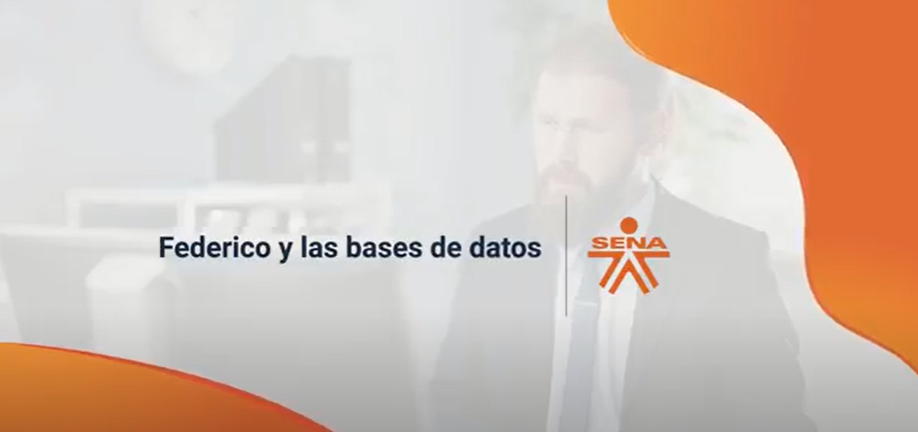 Federico y las bases de datos
SENA